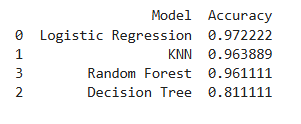 Model Accuracy
0 Logistic Regression 0.972222
1 KNN 0.963889
3 Random Forest 0.961111
2 Decision Tree 0.811111